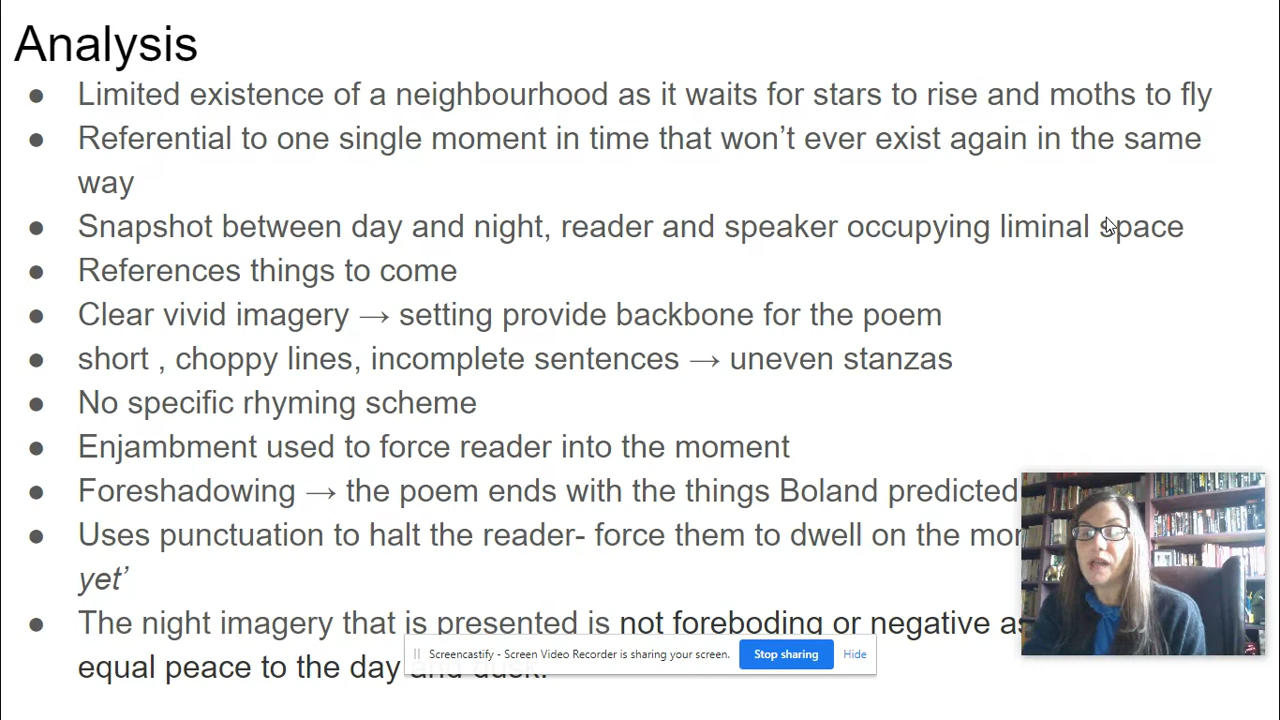 Analysis
● Limited existence of a neighbourhood as it waits for stars to rise and moths to fly
● Referential to one single moment in time that won't ever exist again in the same
way
● Snapshot between day and night, reader and speaker occupying liminal space
● References things to come
● Clear vivid imagery → setting provide backbone for the poem
● short , choppy lines, incomplete sentences → uneven stanzas
● No specific rhyming scheme
● Enjambment used to force reader into the moment
● Foreshadowing → the poem ends with the things Boland predicted
● Uses punctuation to halt the reader- force them to dwell on the
yet'
● The night imagery that is presented is not foreboding or negative
equal peace to the day and dusk.
Screencastify - Screen Video Recorder is sharing your screen. Stop sharing Hide